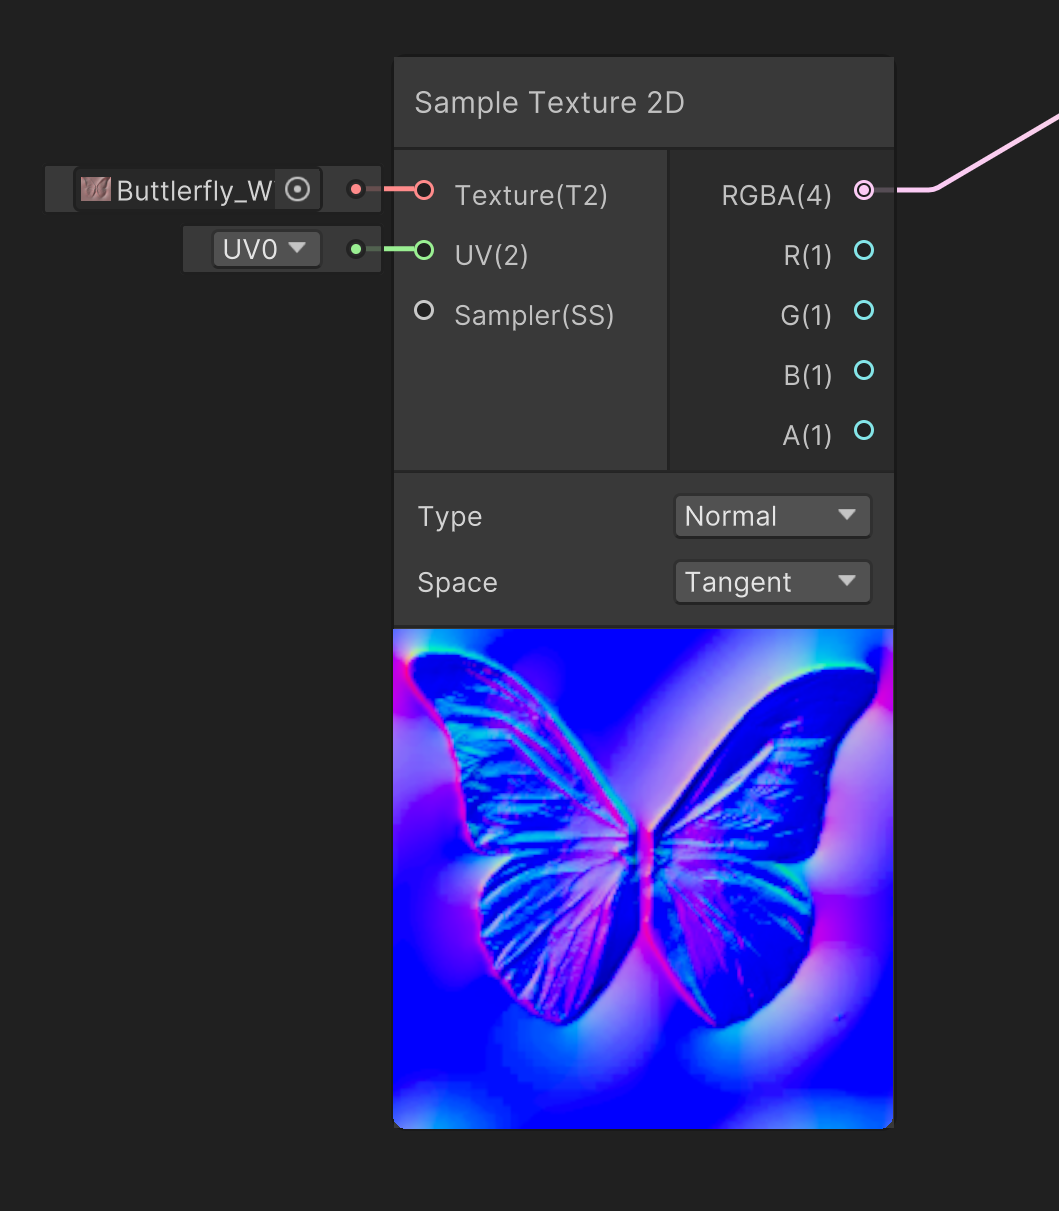 Sample Texture 2D
Buttlerfly_W
Texture(T2)
RGBA(4)
UV0
UV(2)
R(1)
Sampler(SS)
G(1)
B(1)
A(1)
Type
Normal
Space
Tangent